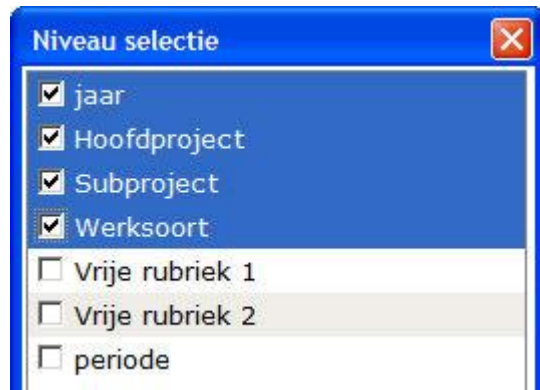 Niveau selectie
jaar
Hoofdproject
Subproject
Werksoort
Vrije rubriek 1
Vrije rubriek 2
periode